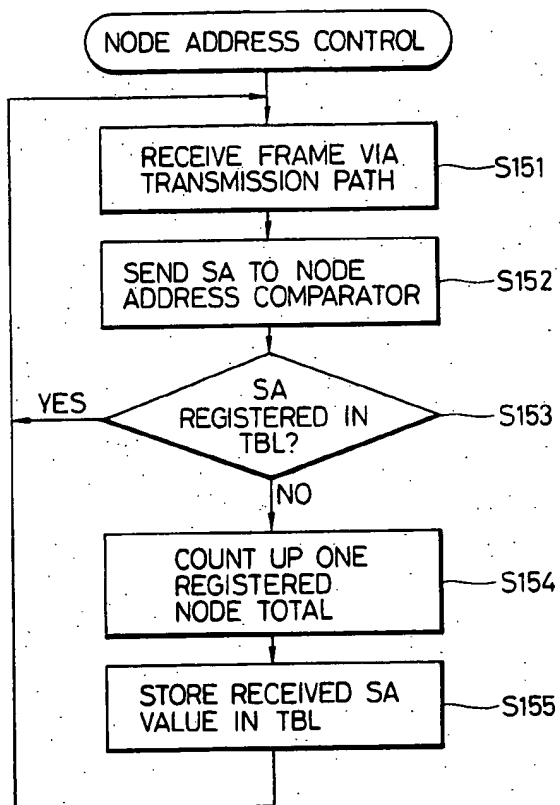 NODE ADDRESS CONTROL
RECEIVE FRAME VIA
TRANSMISSION PATH
S151
SEND SA TO NODE
ADDRESS COMPARATOR
S152
SA
REGISTERED IN
TBL?
S153
YES
NO
COUNT UP ONE
REGISTERED
NODE TOTAL
S154
STORE RECEIVED SA
VALUE IN TBL
S155